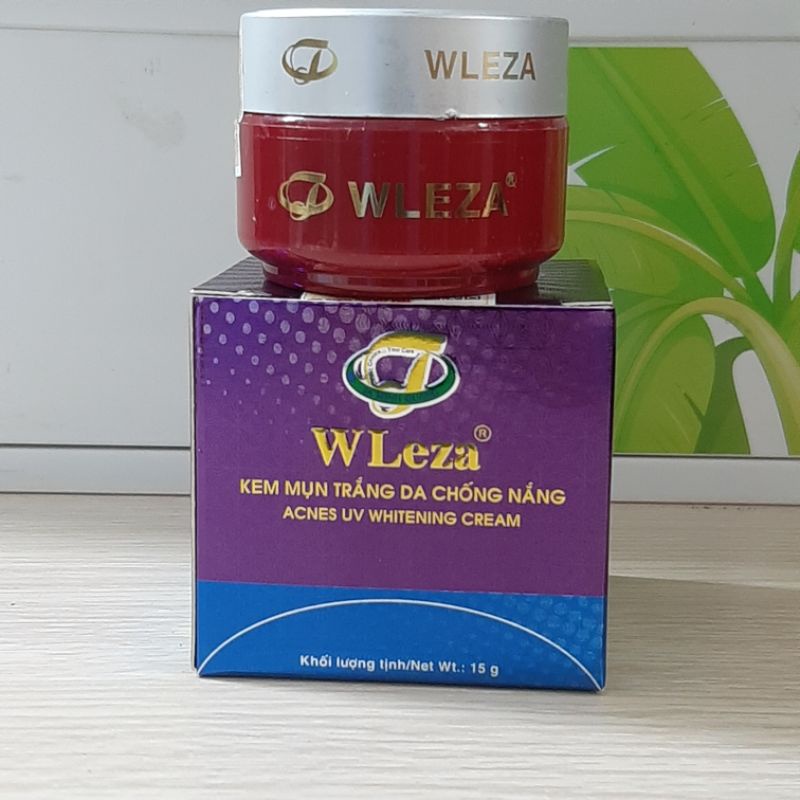 WLEZA
WLEZA®
WLeza®
KEM MỤN TRẮNG DA CHỐNG NẮNG
ACNES UV WHITENING CREAM
Khối lượng tịnh/Net Wt.: 15 g